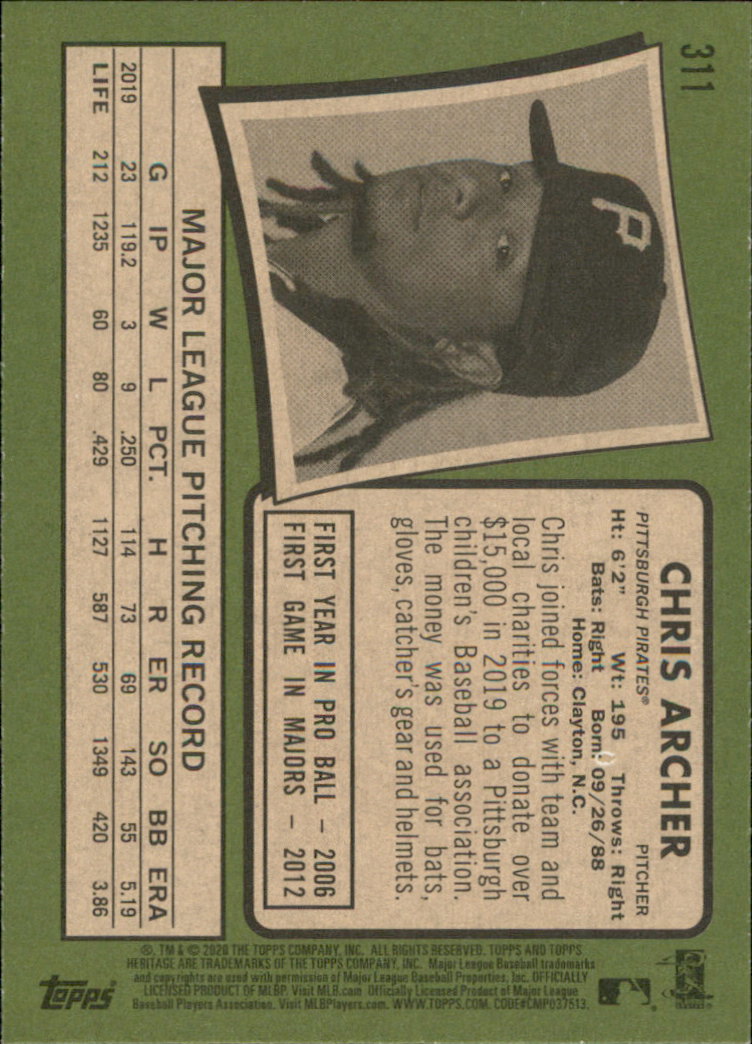 311
P
CHRIS ARCHER
PITTSBURGH PIRATES® PITCHER
Ht: 6'2" Wt: 195 Throws: Right
Bats: Right Born: 09/26/88
Home: Clayton, N.C.
Chris joined forces with team and
local charities to donate over
$15,000 in 2019 to a Pittsburgh
children's Baseball association.
The money was used for bats,
gloves, catcher's gear and helmets.
FIRST YEAR IN PRO BALL – 2006
FIRST GAME IN MAJORS – 2012
MAJOR LEAGUE PITCHING RECORD
G IP W L PCT. H R ER SO BB ERA
2019 23 119.2 3 9 .250 114 73 69 143 55 5.19
LIFE 212 1235 60 80 .429 1127 587 530 1349 420 3.86
®, TM & © 2020 THE TOPPS COMPANY, INC. ALL RIGHTS RESERVED. TOPPS AND TOPPS
HERITAGE ARE TRADEMARKS OF THE TOPPS COMPANY, INC. Major League Baseball trademarks
and copyrights are used with permission of Major League Baseball Properties, Inc. OFFICIALLY
LICENSED PRODUCT OF MLBP. Visit MLB.com. Officially Licensed Product of Major League
Baseball Players Association. Visit MLBPlayers.com. WWW.TOPPS.COM. CODE#CMP037513.
topps